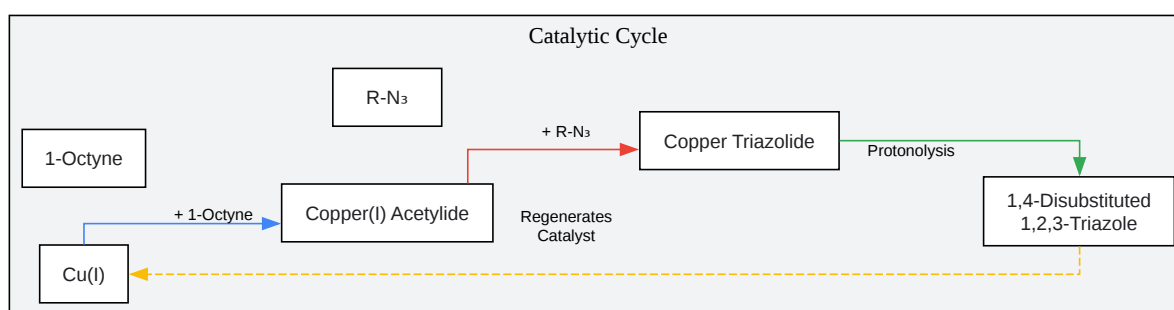 Catalytic Cycle
R-N₃
+ R-N₃
Copper Triazolide
Protonolysis
1-Octyne
1,4-Disubstituted
1,2,3-Triazole
+ 1-Octyne
Copper(I) Acetylide
Regenerates
Catalyst
Cu(I)